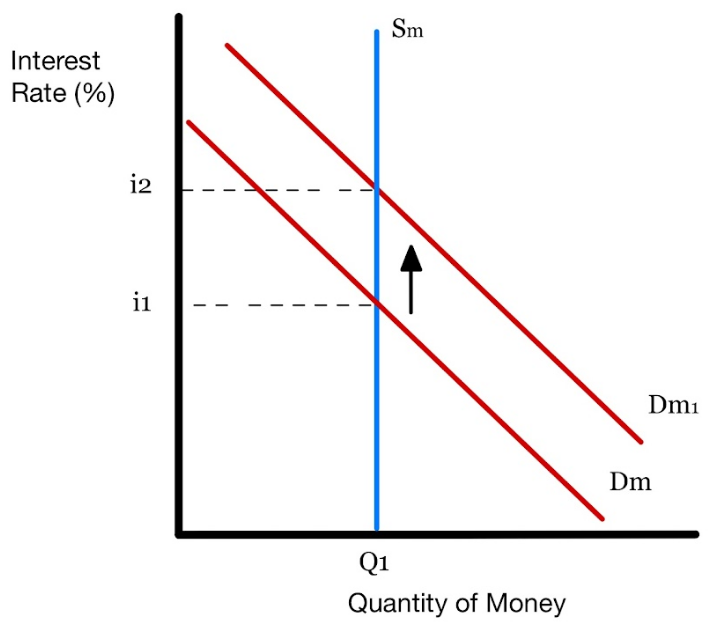 Sm
Interest
Rate (%)
i2
i1
Dm1
Dm
Q1
Quantity of Money